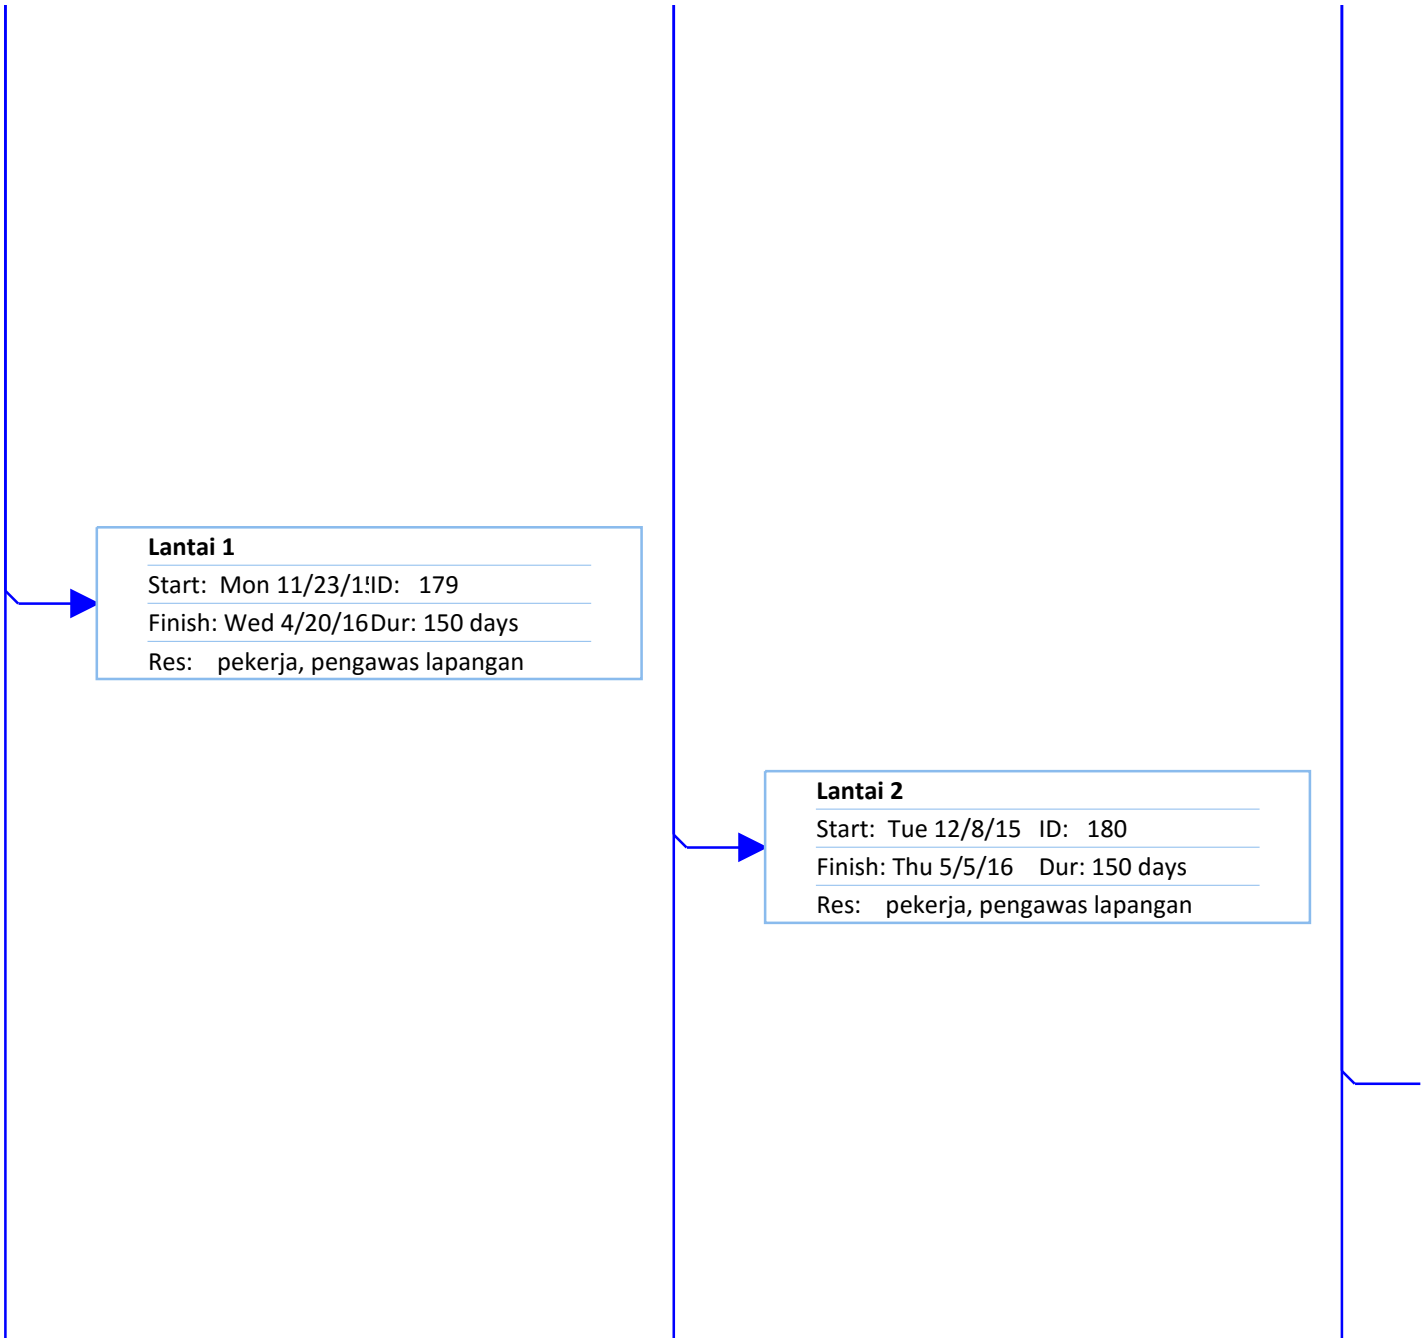 Lantai 1
Start: Mon 11/23/1 ID: 179
Finish: Wed 4/20/16 Dur: 150 days
Res: pekerja, pengawas lapangan
Lantai 2
Start: Tue 12/8/15 ID: 180
Finish: Thu 5/5/16 Dur: 150 days
Res: pekerja, pengawas lapangan